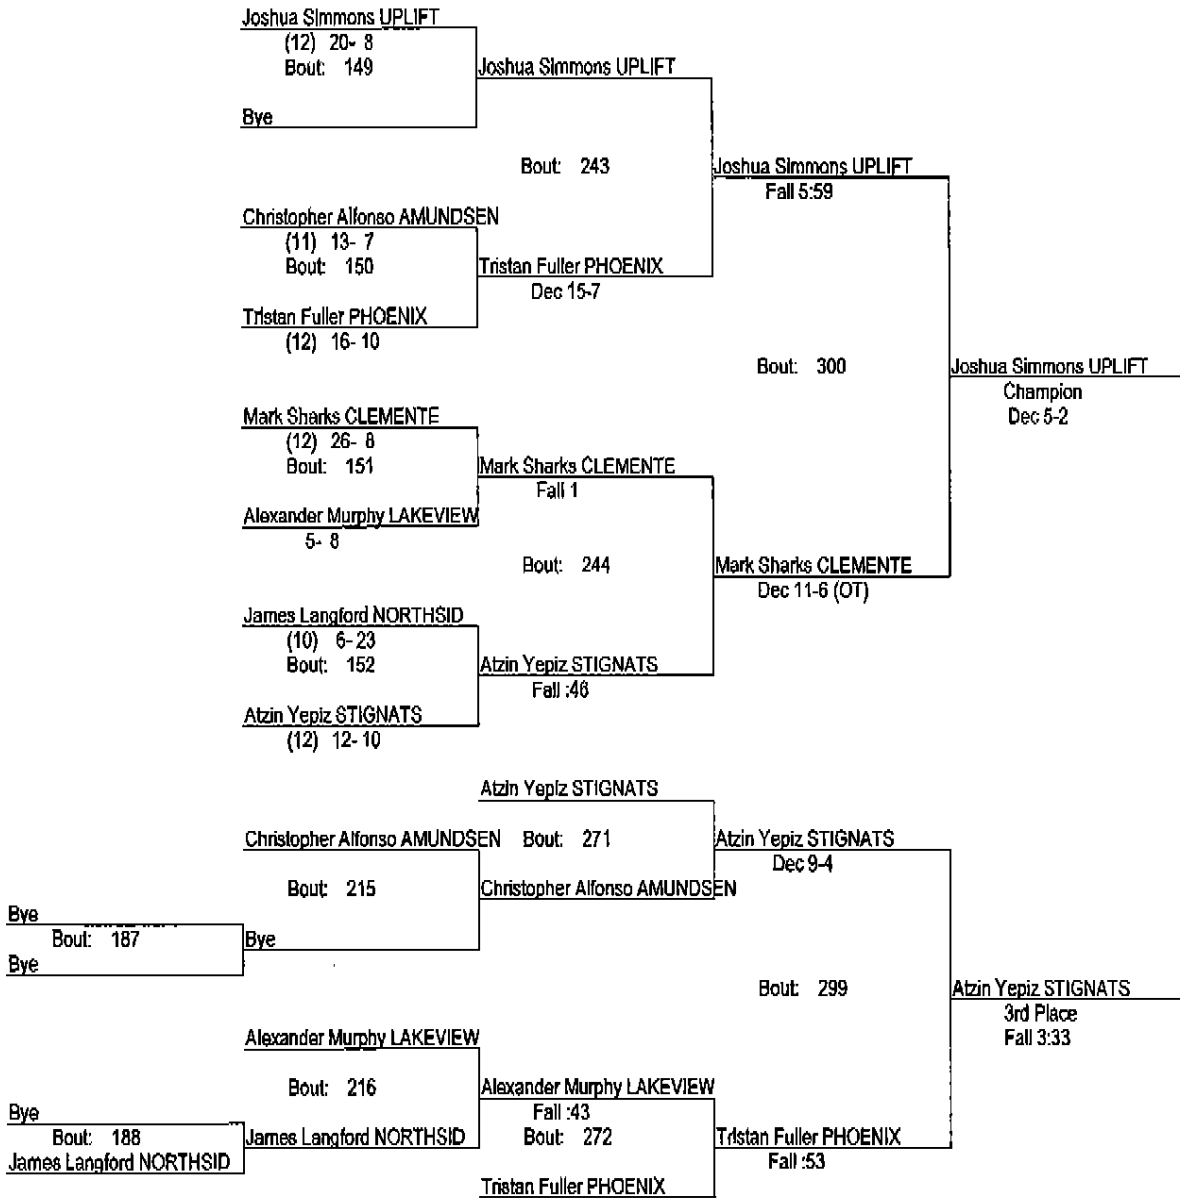 Joshua Simmons UPLIFT
(12) 20- 8
Bout: 149
Joshua Simmons UPLIFT
Bye
Bout: 243
Joshua Simmons UPLIFT
Fall 5:59
Christopher Alfonso AMUNDSEN
(11) 13- 7
Bout: 150
Tristan Fuller PHOENIX
Dec 15-7
Tristan Fuller PHOENIX
(12) 16- 10
Bout: 300
Joshua Simmons UPLIFT
Champion
Dec 5-2
Mark Sharks CLEMENTE
(12) 26- 8
Bout: 151
Mark Sharks CLEMENTE
Fall 1
Alexander Murphy LAKEVIEW
5- 8
Bout: 244
Mark Sharks CLEMENTE
Dec 11-6 (OT)
James Langford NORTHSID
(10) 6- 23
Bout: 152
Atzin Yepiz STIGNATS
Fall :46
Atzin Yepiz STIGNATS
(12) 12- 10
Atzin Yepiz STIGNATS
Christopher Alfonso AMUNDSEN
Bout: 271
Atzin Yepiz STIGNATS
Dec 9-4
Bout: 215
Christopher Alfonso AMUNDSEN
Bye
Bout: 187
Bye
Bye
Bout: 299
Atzin Yepiz STIGNATS
3rd Place
Fall 3:33
Alexander Murphy LAKEVIEW
Bout: 216
Alexander Murphy LAKEVIEW
Fall :43
Bye
Bout: 188
James Langford NORTHSID
Bout: 272
Tristan Fuller PHOENIX
Fall :53
James Langford NORTHSID
Tristan Fuller PHOENIX